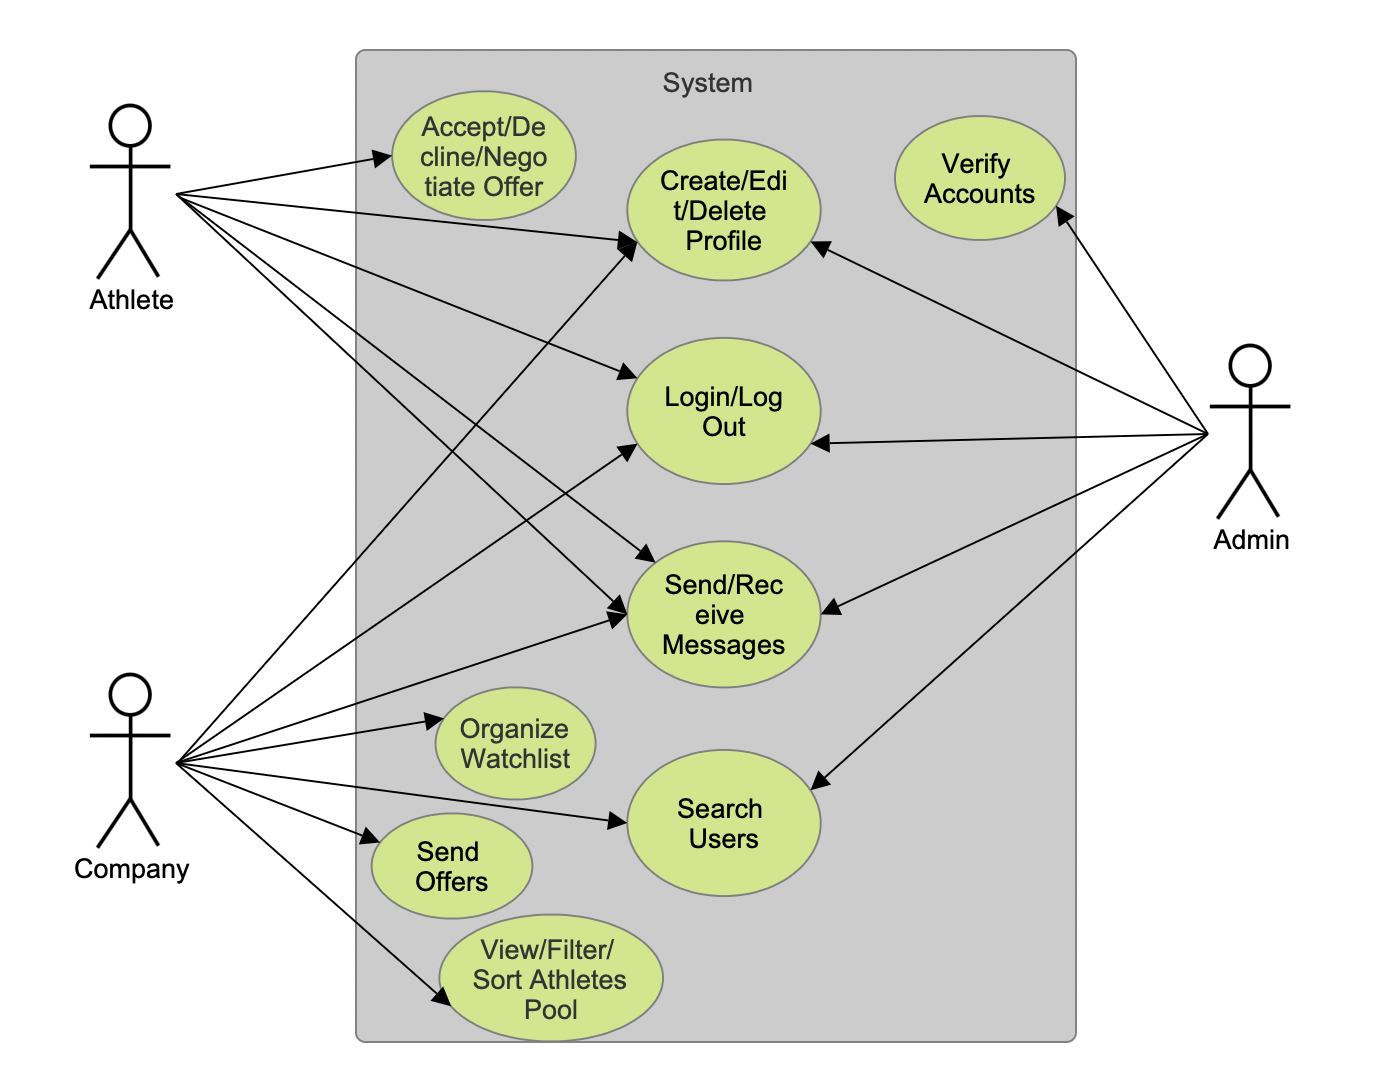 System
Accept/De
cline/Nego
tiate Offer
Create/Edi
t/Delete
Profile
Verify
Accounts
Athlete
Login/Log
Out
Admin
Send/Rec
eive
Messages
Organize
Watchlist
Company
Search
Users
Send
Offers
View/Filter/
Sort Athletes
Pool